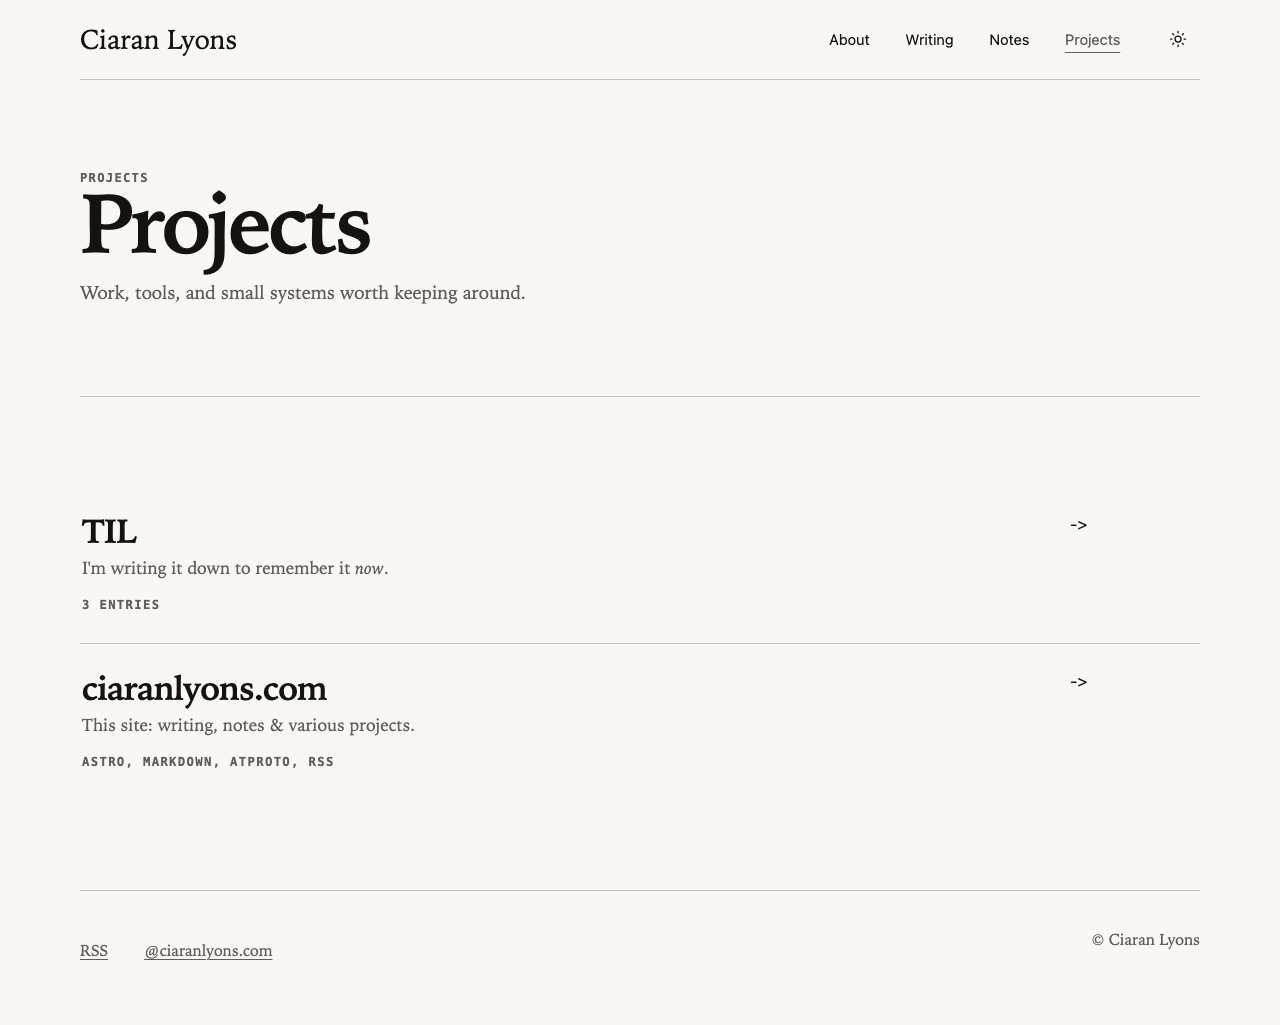 Ciaran Lyons
About Writing Notes Projects
PROJECTS
Projects
Work, tools, and small systems worth keeping around.
TIL ->
I'm writing it down to remember it now.
3 ENTRIES
ciaranlyons.com ->
This site: writing, notes & various projects.
ASTRO, MARKDOWN, ATPROTO, RSS
RSS @ciaranlyons.com © Ciaran Lyons